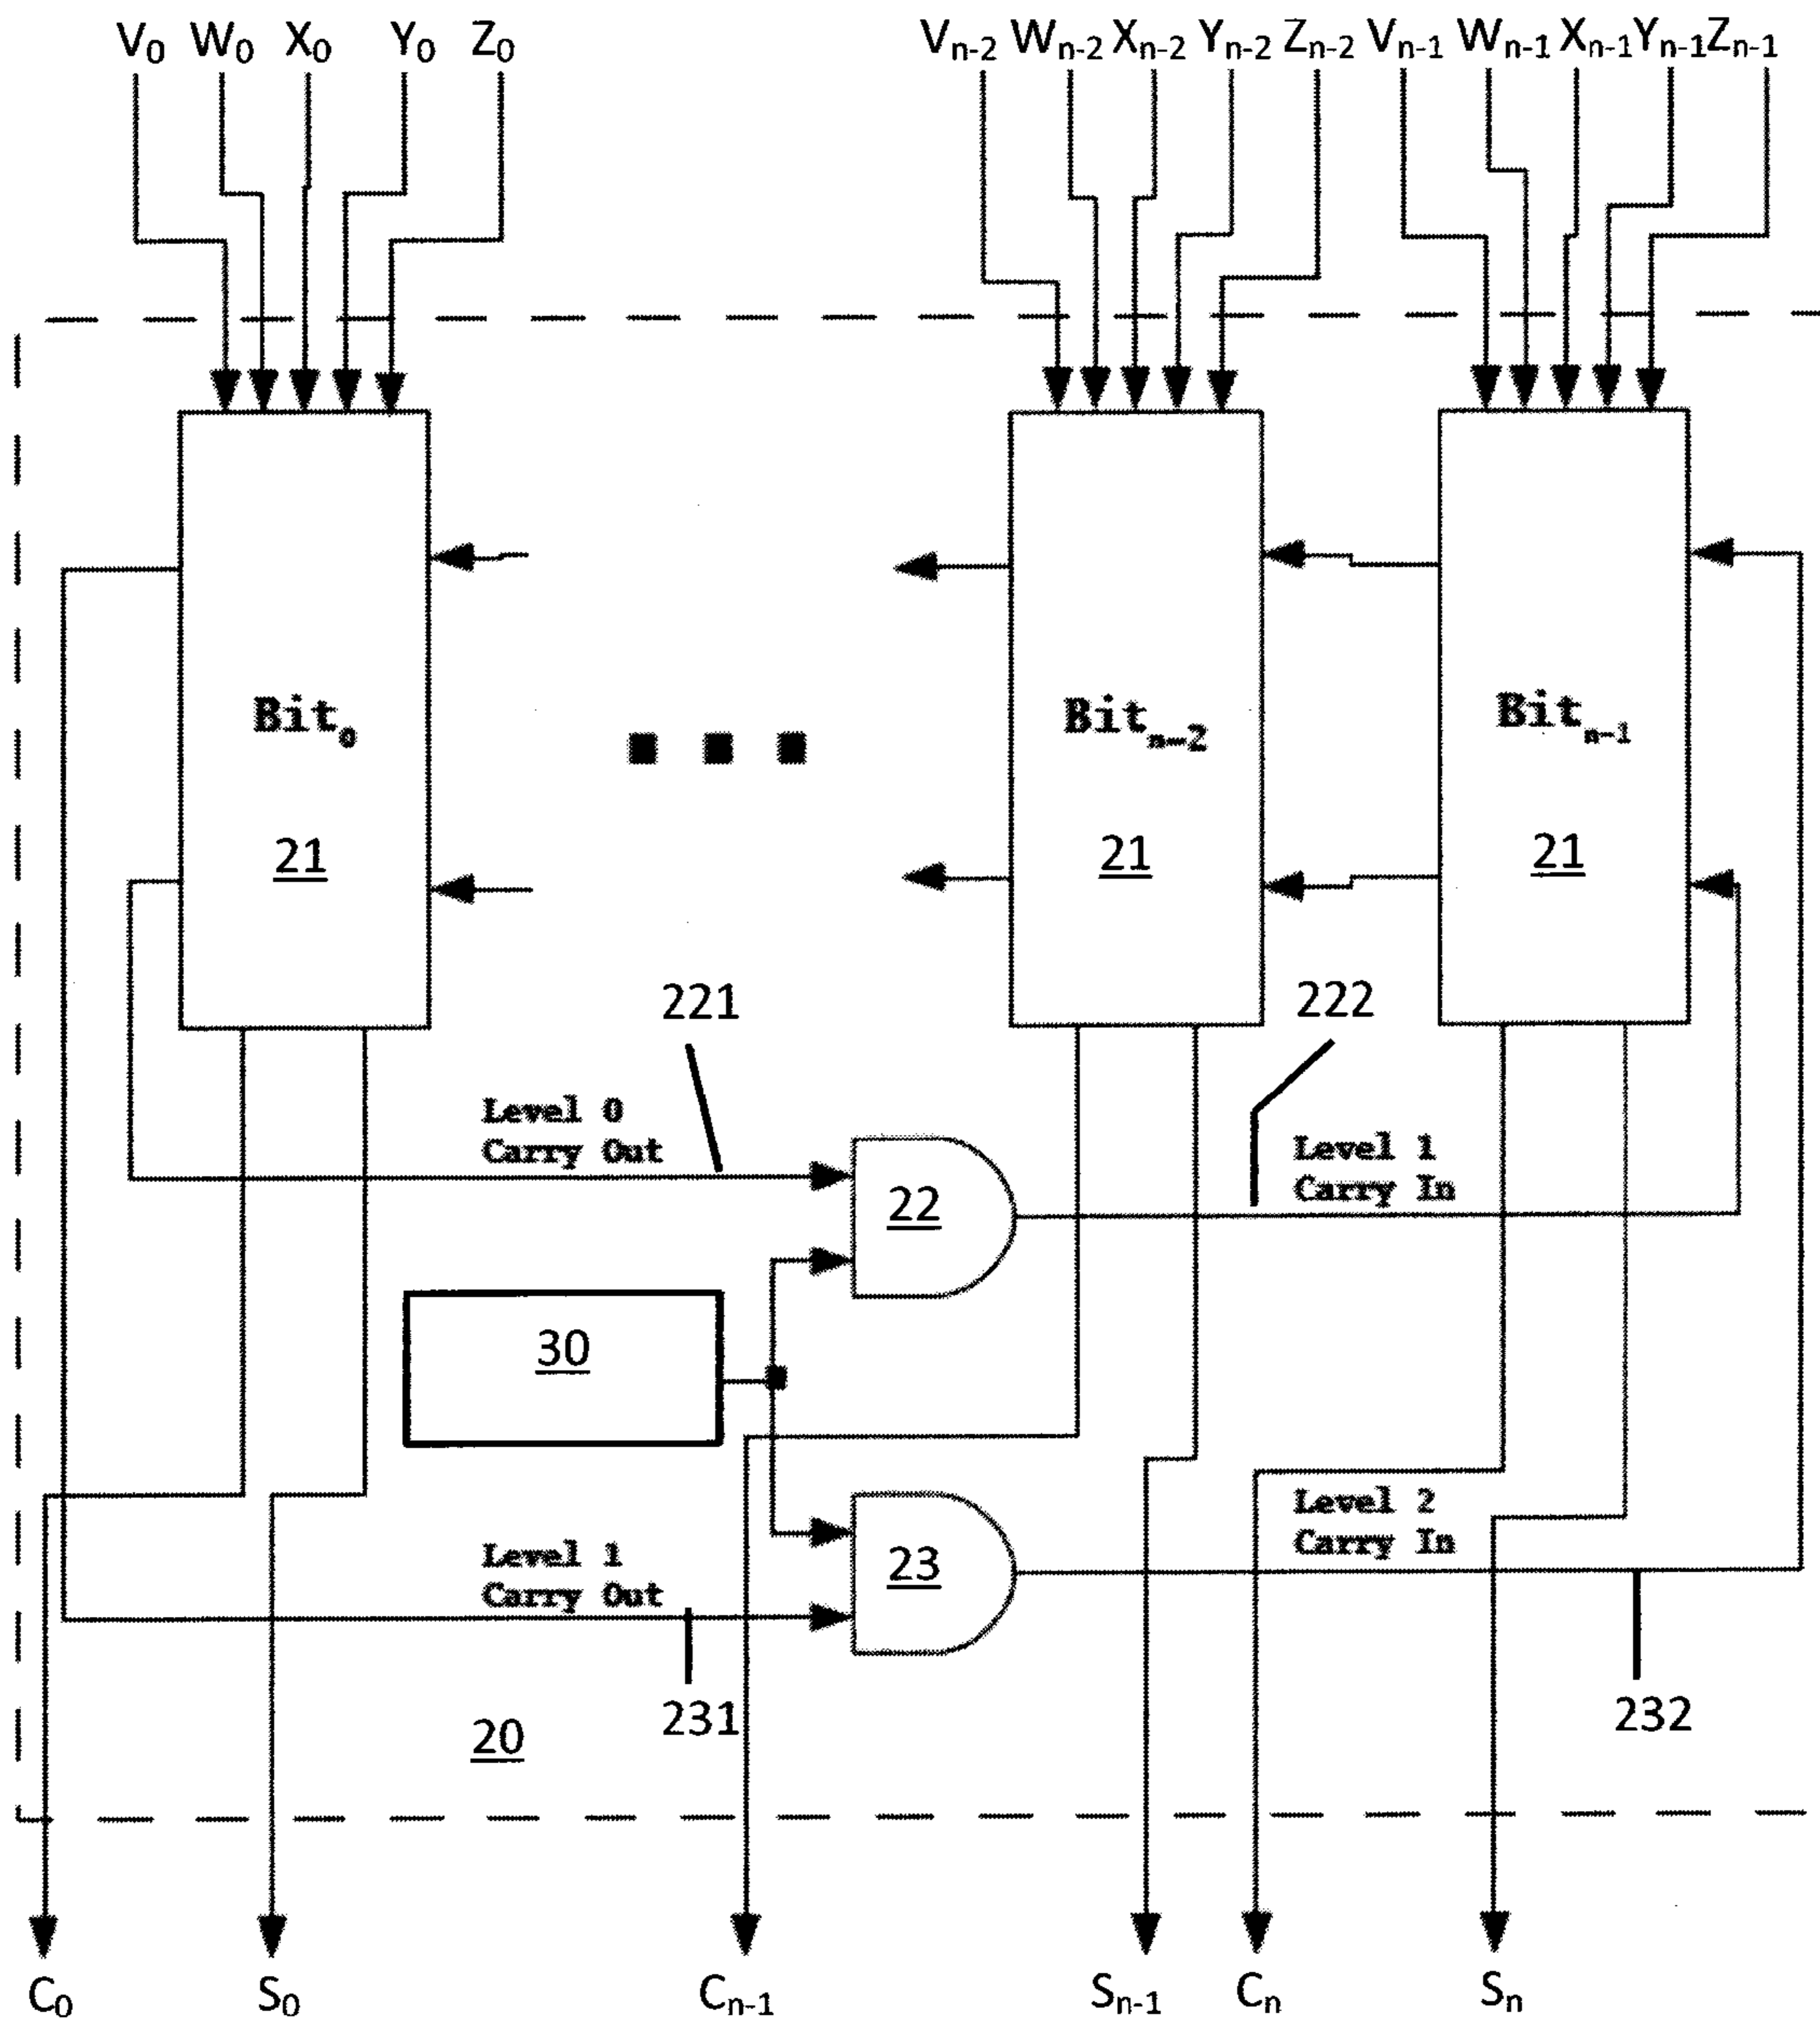 V₀ W₀ X₀ Y₀ Z₀ Vₙ₋₂ Wₙ₋₂ Xₙ₋₂ Yₙ₋₂ Zₙ₋₂ Vₙ₋₁ Wₙ₋₁ Xₙ₋₁ Yₙ₋₁ Zₙ₋₁
Bit₀
21
Bitₙ₋₂
21
Bitₙ₋₁
21
221
222
Level 0
Carry Out
22
Level 1
Carry In
30
Level 1
Carry Out
23
Level 2
Carry In
231
232
20
C₀ S₀ Cₙ₋₁ Sₙ₋₁ Cₙ Sₙ